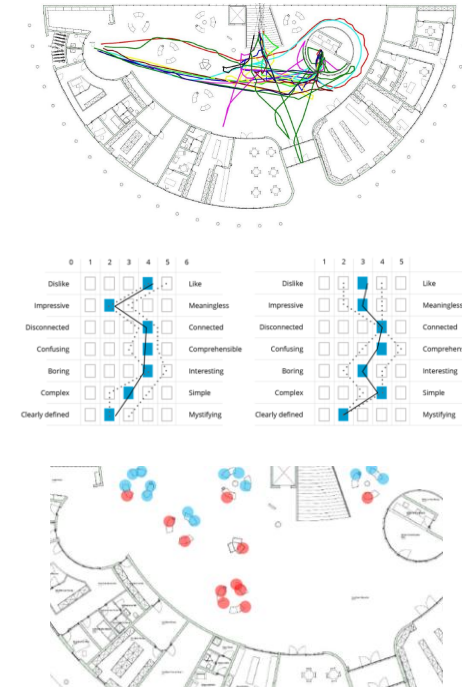 0 1 2 3 4 5 6
Dislike Like
Impressive Meaningless
Disconnected Connected
Confusing Comprehensible
Boring Interesting
Complex Simple
Clearly defined Mystifying
1 2 3 4 5
Dislike Like
Impressive Meaningless
Disconnected Connected
Confusing Comprehens
Boring Interesting
Complex Simple
Clearly defined Mystifying